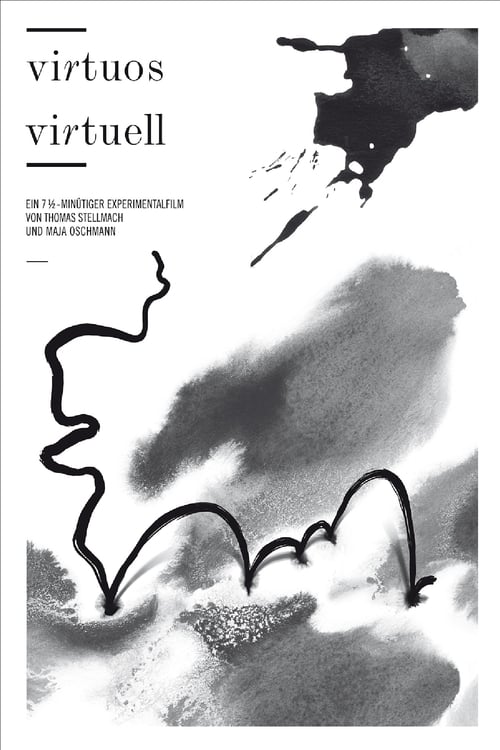 virtuos
virtuell
EIN 7 ½-MINÜTIGER EXPERIMENTALFILM
VON THOMAS STELLMACH
UND MAJA OSCHMANN